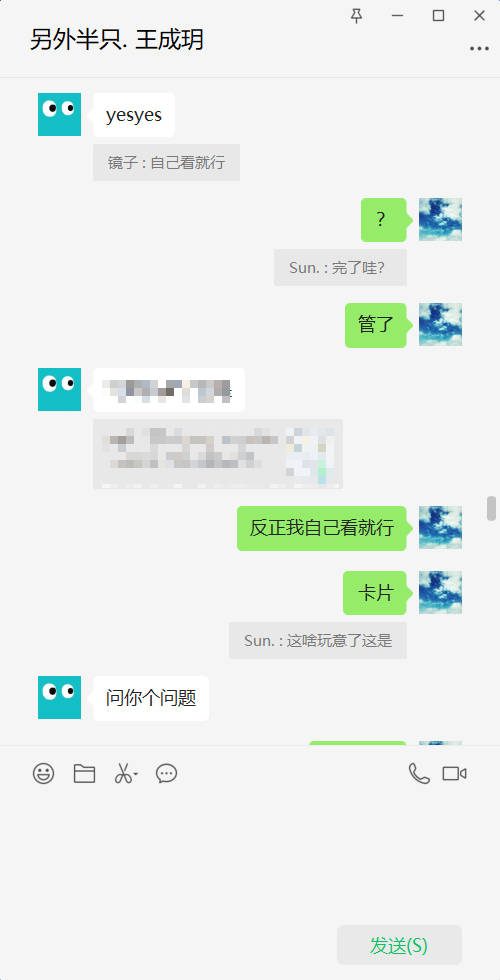 另外半只. 王成玥
yesyes
镜子 : 自己看就行
?
Sun. : 完了哇?
管了
反正我自己看就行
卡片
Sun. : 这啥玩意了这是
问你个问题
发送(S)